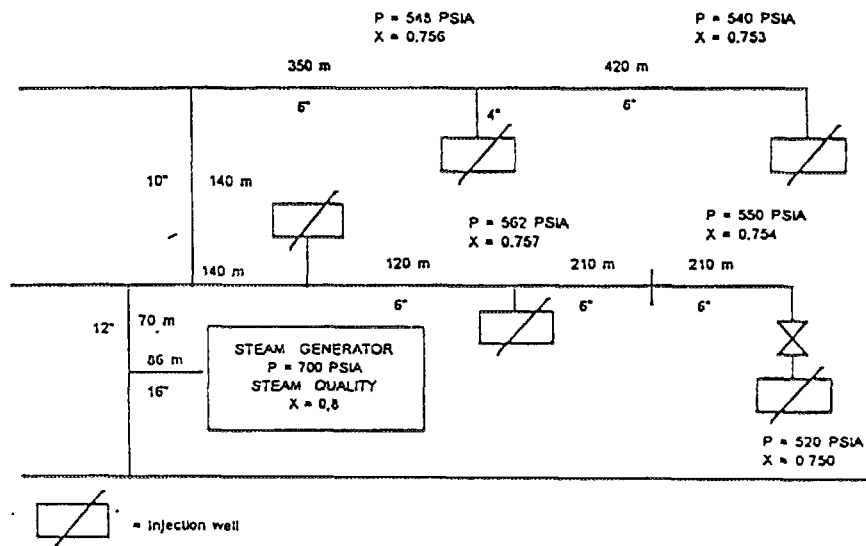 P = 548 PSIA
X = 0.756
P = 540 PSIA
X = 0.753
350 m
420 m
6"
4"
6"
10"
140 m
P = 562 PSIA
X = 0.757
P = 550 PSIA
X = 0.754
140 m
120 m
210 m
210 m
6"
6"
6"
12"
70 m
86 m
16"
STEAM GENERATOR
P = 700 PSIA
STEAM QUALITY
X = 0,8
P = 520 PSIA
X = 0.750
= Injection well